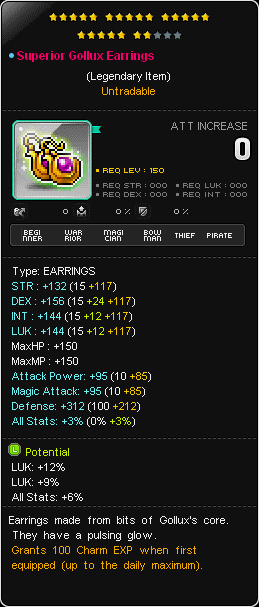 Superior Gollux Earrings
(Legendary Item)
Untradable
ATT INCREASE
0
REQ LEV : 150
REQ STR : 000
REQ LUK : 000
REQ DEX : 000
REQ INT : 000
0
0 %
0 %
BEGINNER
WARRIOR
MAGICIAN
BOWMAN
THIEF
PIRATE
Type: EARRINGS
STR : +132 (15 +117)
DEX : +156 (15 +24 +117)
INT : +144 (15 +12 +117)
LUK : +144 (15 +12 +117)
MaxHP : +150
MaxMP : +150
Attack Power: +95 (10 +85)
Magic Attack: +95 (10 +85)
Defense: +312 (100 +212)
All Stats: +3% (0% +3%)
L Potential
LUK: +12%
LUK: +9%
All Stats: +6%
Earrings made from bits of Gollux's core.
They have a pulsing glow.
Grants 100 Charm EXP when first
equipped (up to the daily maximum).